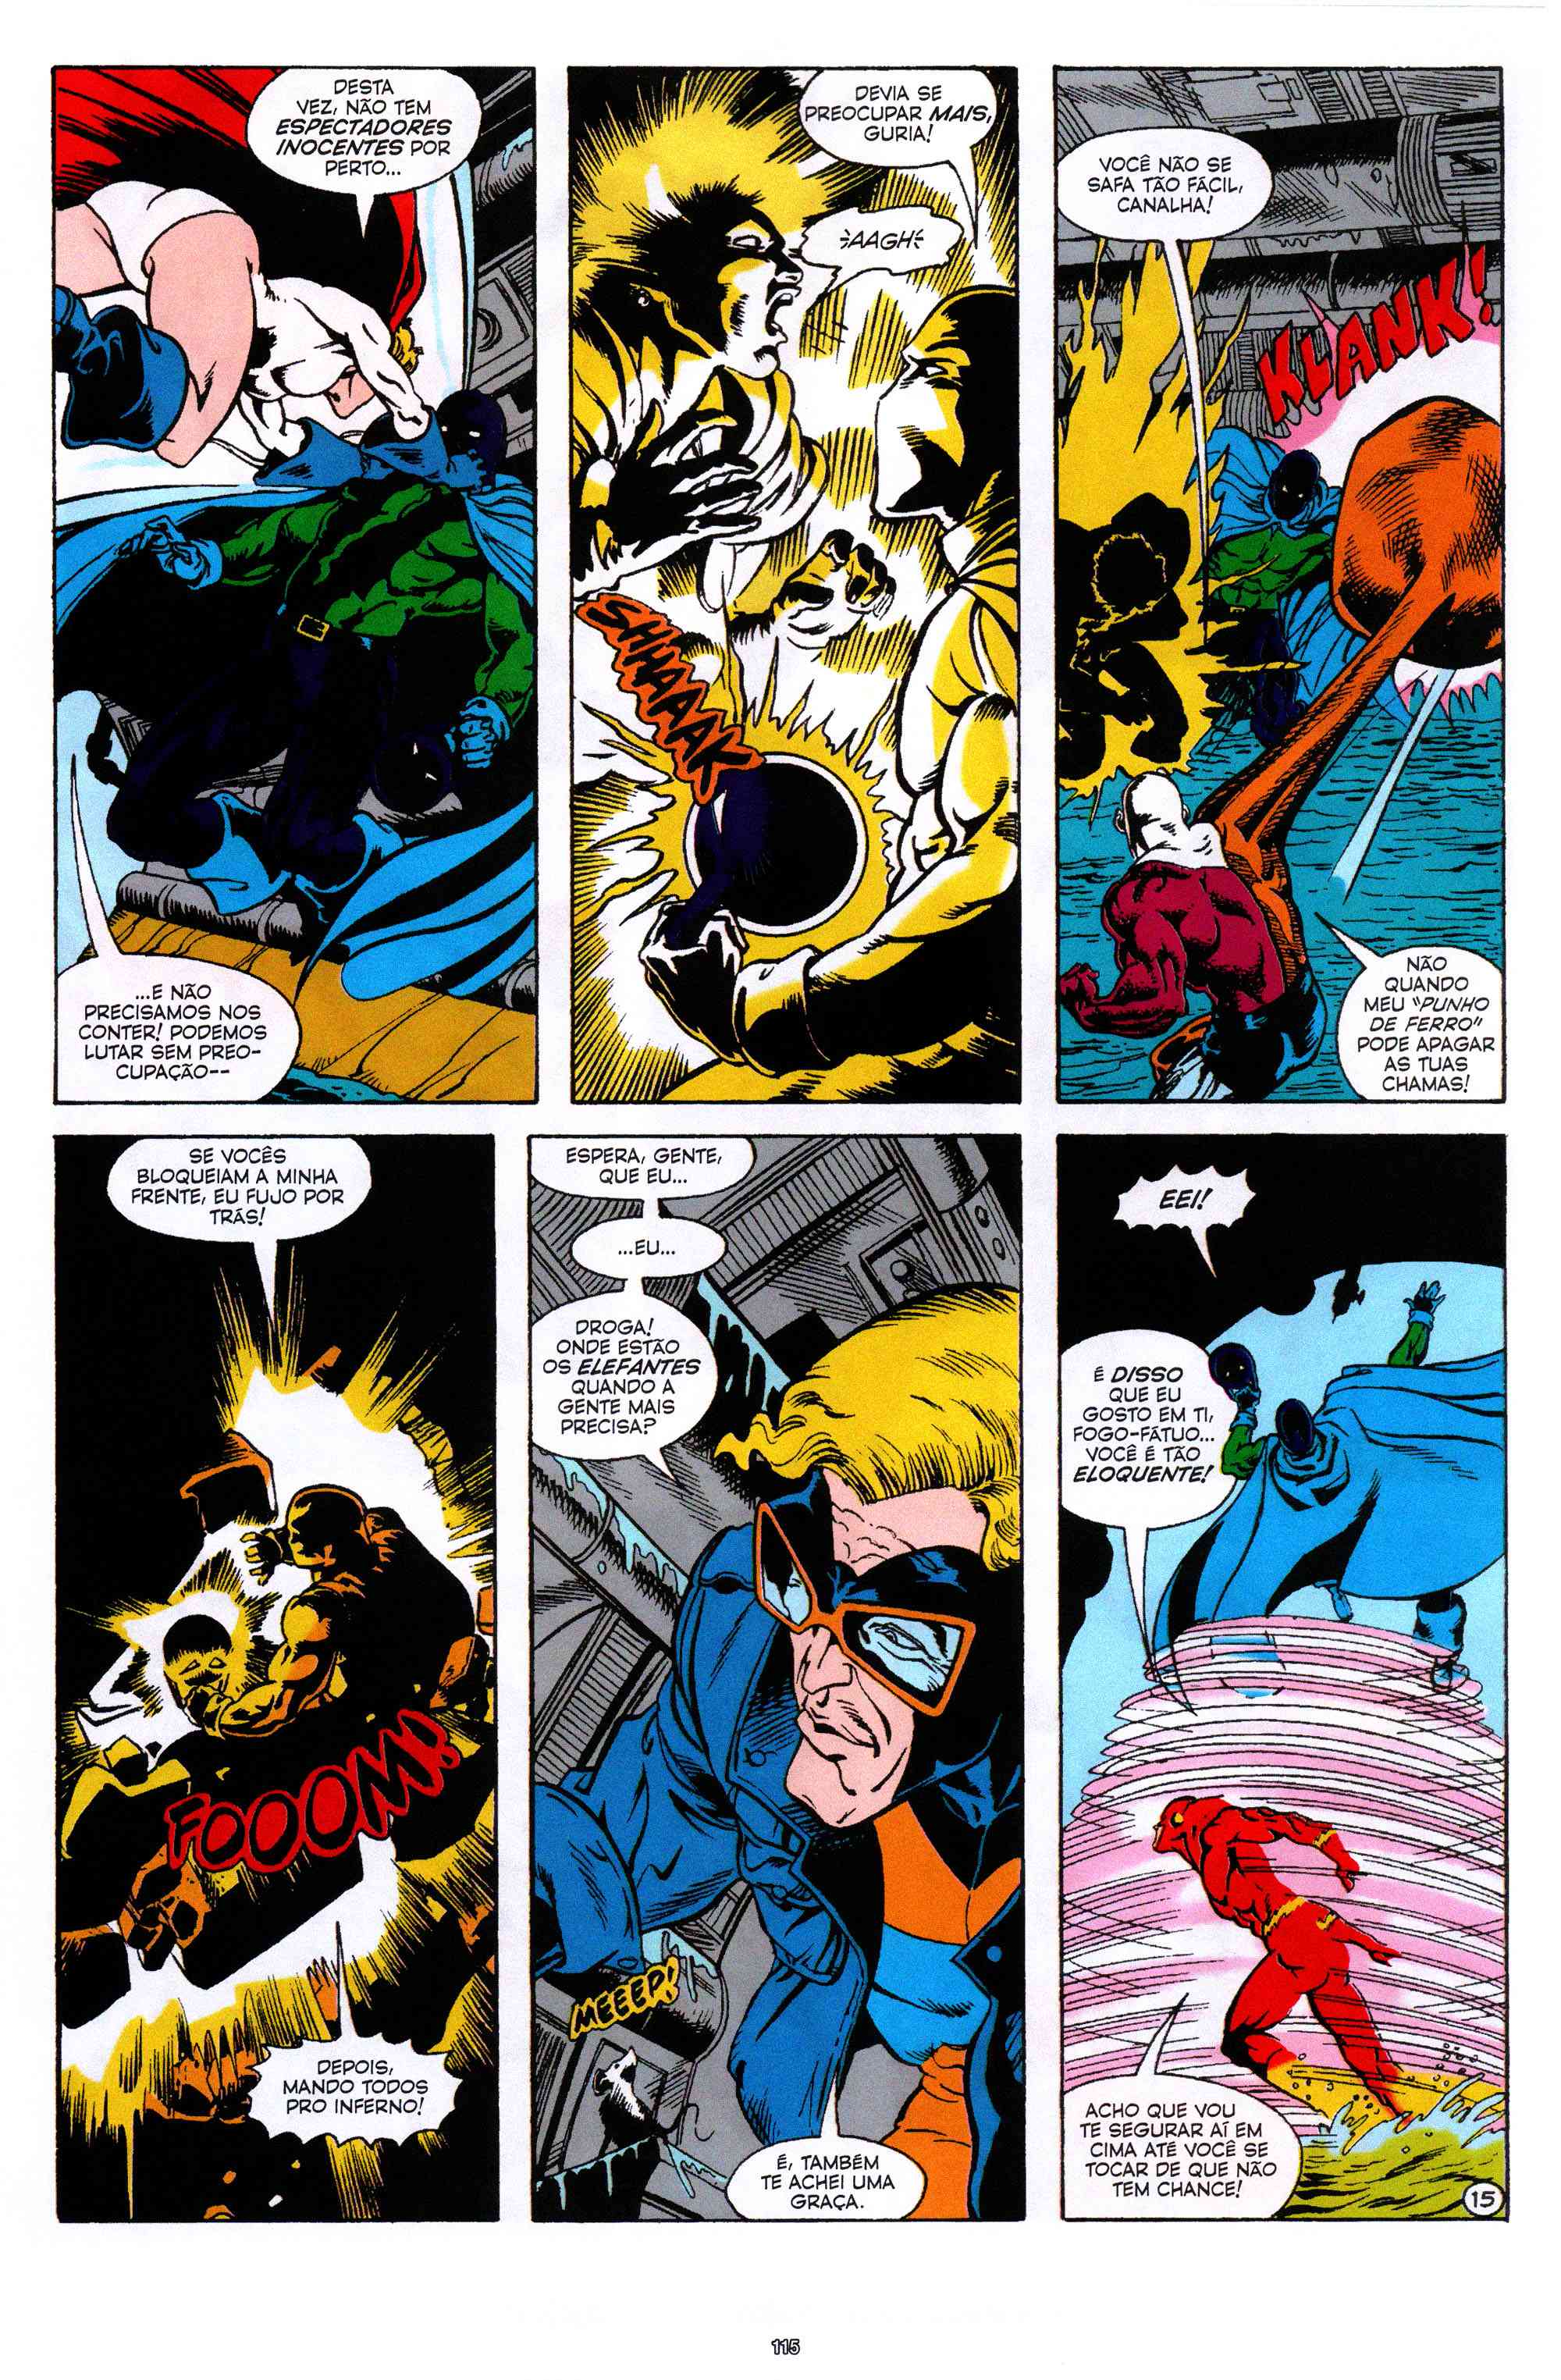 DESTA
VEZ, NÃO TEM
ESPECTADORES
INOCENTES POR
PERTO...
...E NÃO
PRECISAMOS NOS
CONTER! PODEMOS
LUTAR SEM PREO-
CUPAÇÃO--
DEVIA SE
PREOCUPAR MAIS,
GURIA!
AAGH
SHAAAK
VOCÊ NÃO SE
SAFA TÃO FÁCIL,
CANALHA!
KLANK!
NÃO
QUANDO
MEU "PUNHO
DE FERRO"
PODE APAGAR
AS TUAS
CHAMAS!
SE VOCÊS
BLOQUEIAM A MINHA
FRENTE, EU FUJO POR
TRÁS!
FOOOM!
DEPOIS,
MANDO TODOS
PRO INFERNO!
ESPERA, GENTE,
QUE EU...
...EU...
DROGA!
ONDE ESTÃO
OS ELEFANTES
QUANDO A
GENTE MAIS
PRECISA?
MEEEP!
É, TAMBÉM
TE ACHEI UMA
GRAÇA.
EEI!
É DISSO
QUE EU
GOSTO EM TI,
FOGO-FÁTUO...
VOCÊ É TÃO
ELOQUENTE!
ACHO QUE VOU
TE SEGURAR AÍ EM
CIMA ATÉ VOCÊ SE
TOCAR DE QUE NÃO
TEM CHANCE!
15
115